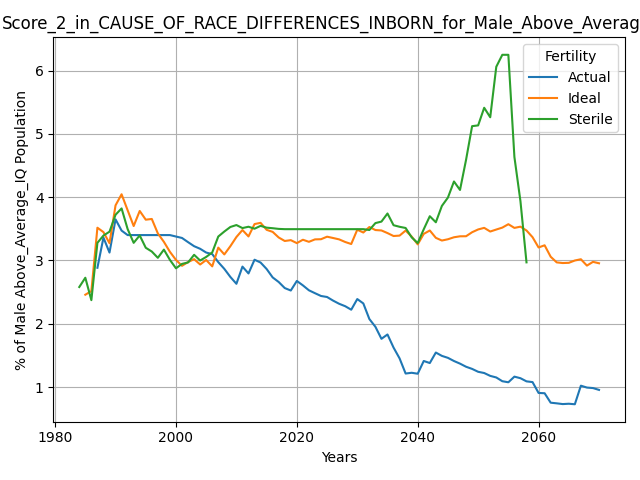 Score_2_in_CAUSE_OF_RACE_DIFFERENCES_INBORN_for_Male_Above_Averag
Fertility
Actual
Ideal
Sterile
% of Male Above_Average_IQ Population
6
5
4
3
2
1
1980
2000
2020
2040
2060
Years